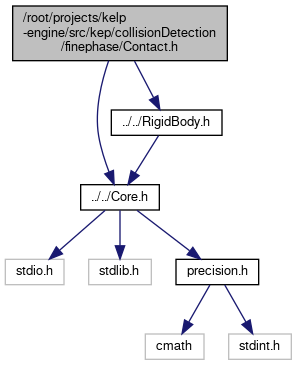 /root/projects/kelp
-engine/src/kep/collisionDetection
/finephase/Contact.h
../../RigidBody.h
../../Core.h
stdio.h
stdlib.h
precision.h
cmath
stdint.h